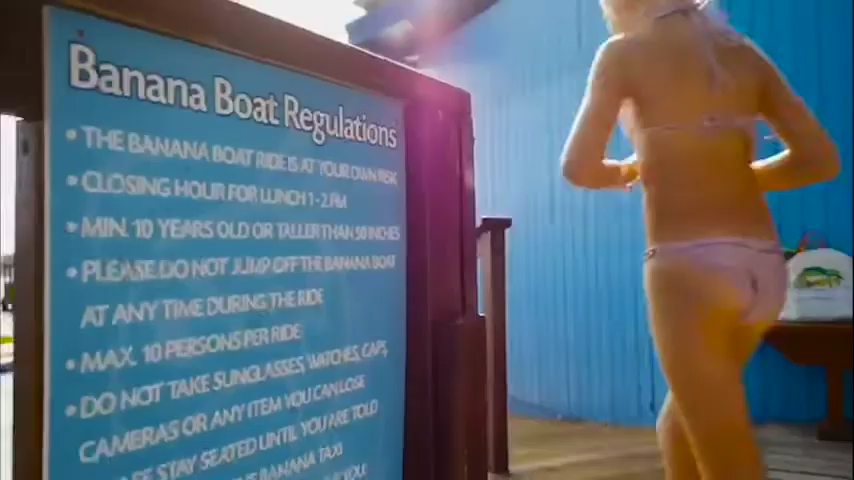 Banana Boat Regulations
• THE BANANA BOAT RIDE IS AT YOUR OWN RISK
• CLOSING HOUR FOR LUNCH 1-2 P.M
• MIN. 10 YEARS OLD OR TALLER THAN 50 INCHES
• PLEASE DO NOT JUMP OFF THE BANANA BOAT
AT ANY TIME DURING THE RIDE
• MAX. 10 PERSONS PER RIDE
• DO NOT TAKE SUNGLASSES, WATCHES, CAPS,
CAMERAS OR ANY ITEM YOU CAN LOSE
STAY SEATED UNTIL YOU ARE TOLD
BANANA TAXI
YOU